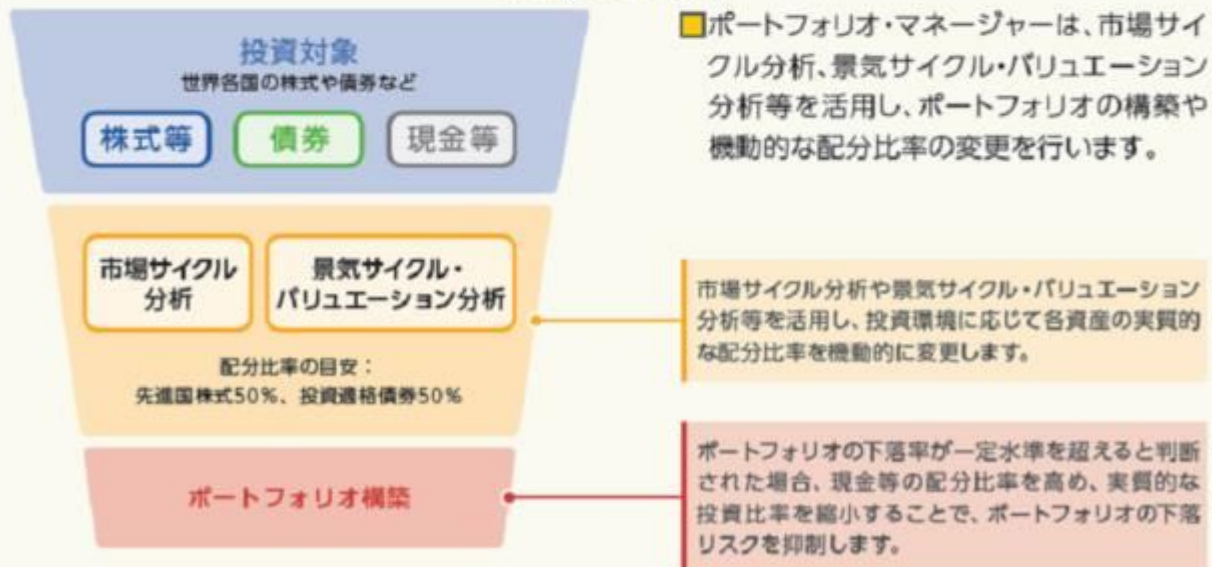 投資対象
世界各国の株式や債券など
株式等 債券 現金等
市場サイクル
分析
景気サイクル・
バリュエーション分析
配分比率の目安：
先進国株式50%、投資適格債券50%
ポートフォリオ構築
ポートフォリオ・マネージャーは、市場サイ
クル分析、景気サイクル・バリュエーション
分析等を活用し、ポートフォリオの構築や
機動的な配分比率の変更を行います。
市場サイクル分析や景気サイクル・バリュエーション
分析等を活用し、投資環境に応じて各資産の実質的
な配分比率を機動的に変更します。
ポートフォリオの下落率が一定水準を超えると判断
された場合、現金等の配分比率を高め、実質的な
投資比率を縮小することで、ポートフォリオの下落
リスクを抑制します。